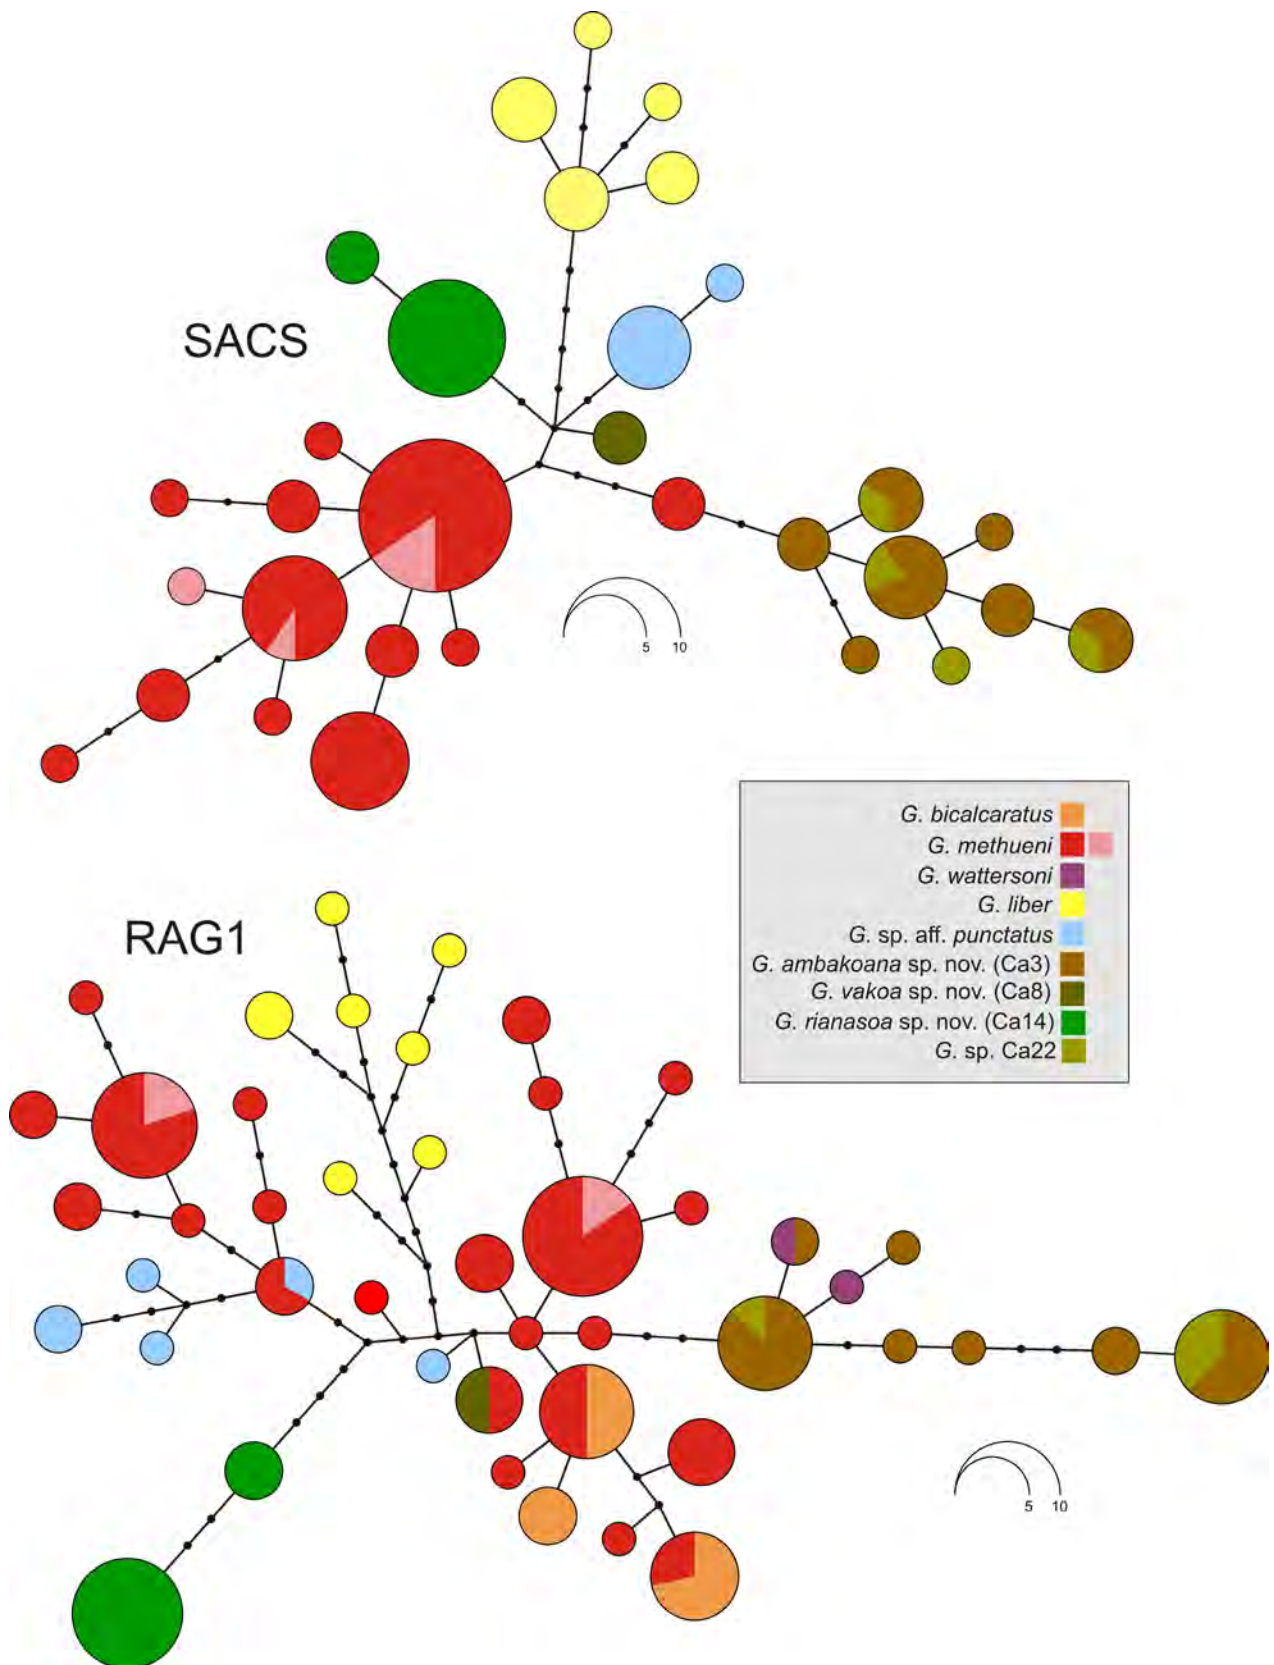 SACS
5 10
G. bicalcaratus
G. methueni
G. wattersoni
G. liber
G. sp. aff. punctatus
G. ambakoana sp. nov. (Ca3)
G. vakoa sp. nov. (Ca8)
G. rianasoa sp. nov. (Ca14)
G. sp. Ca22
RAG1
5 10